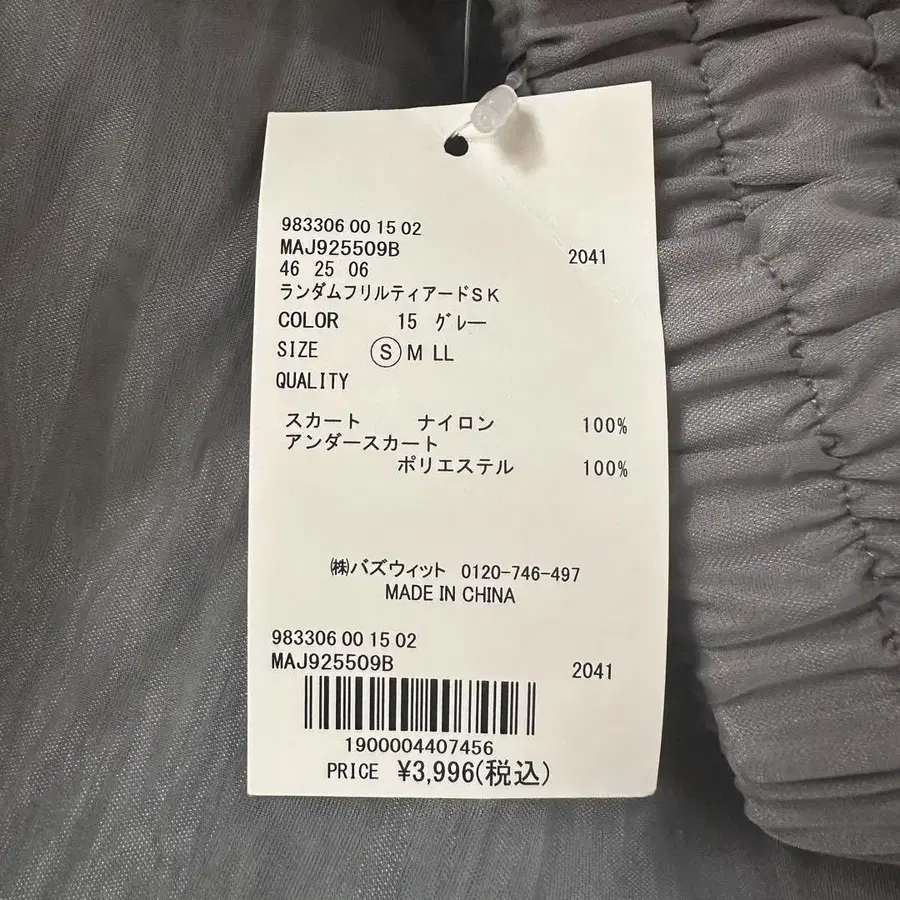 983306 00 15 02
MAJ925509B 2041
46 25 06
ランダムフリルティアードSK
COLOR 15 グレー
SIZE Ⓢ M LL
QUALITY
スカート ナイロン 100%
アンダースカート
ポリエステル 100%
㈱バズウィット 0120-746-497
MADE IN CHINA
983306 00 15 02
MAJ925509B 2041
1900004407456
PRICE ¥3,996(税込)